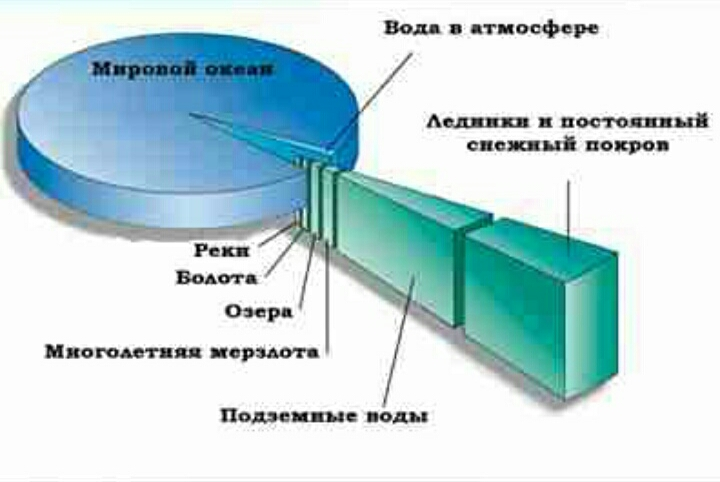 Вода в атмосфере
Мировой океан
Ледники и постоянный
снежный покров
Реки
Болота
Озера
Многолетняя мерзлота
Подземные воды